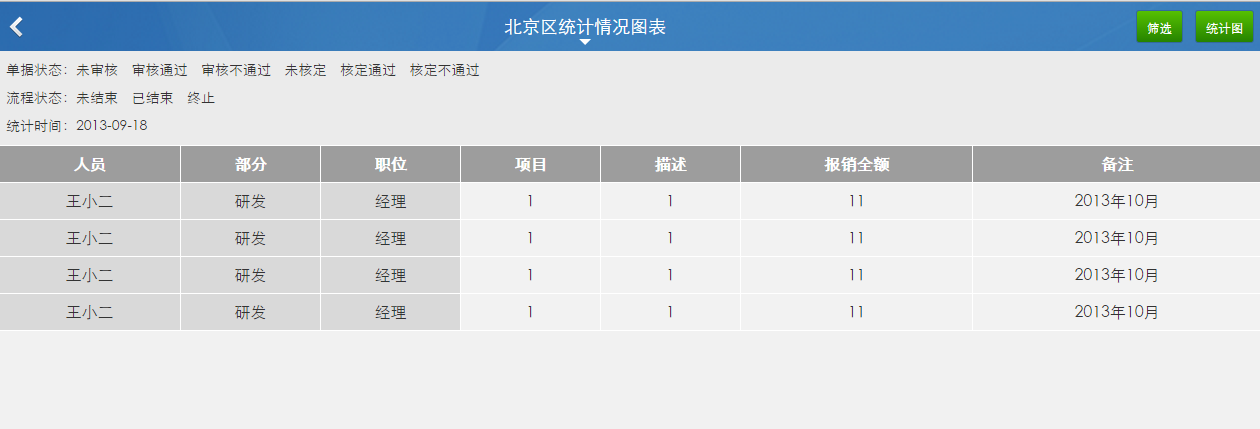 北京区统计情况图表 筛选 统计图
单据状态：未审核 审核通过 审核不通过 未核定 核定通过 核定不通过
流程状态：未结束 已结束 终止
统计时间：2013-09-18
人员 部分 职位 项目 描述 报销全额 备注
王小二 研发 经理 1 1 11 2013年10月
王小二 研发 经理 1 1 11 2013年10月
王小二 研发 经理 1 1 11 2013年10月
王小二 研发 经理 1 1 11 2013年10月